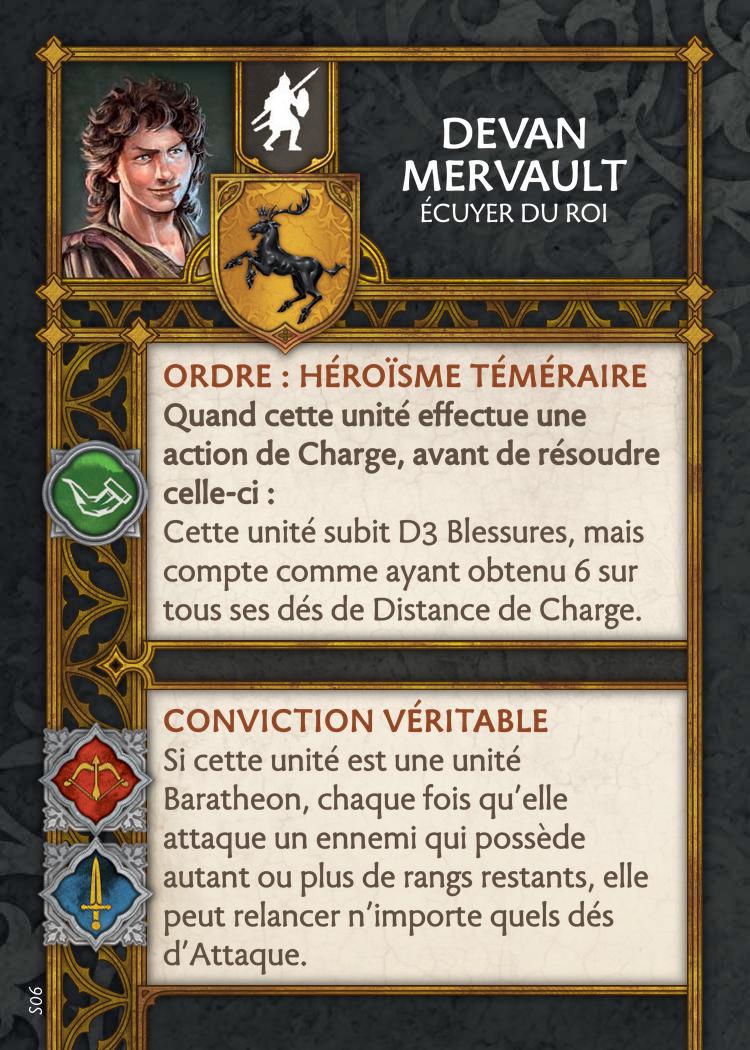 DEVAN
MERVAULT
ÉCUYER DU ROI
ORDRE : HÉROÏSME TÉMÉRAIRE
Quand cette unité effectue une
action de Charge, avant de résoudre
celle-ci :
Cette unité subit D3 Blessures, mais
compte comme ayant obtenu 6 sur
tous ses dés de Distance de Charge.
CONVICTION VÉRITABLE
Si cette unité est une unité
Baratheon, chaque fois qu'elle
attaque un ennemi qui possède
autant ou plus de rangs restants, elle
peut relancer n'importe quels dés
d'Attaque.
S06